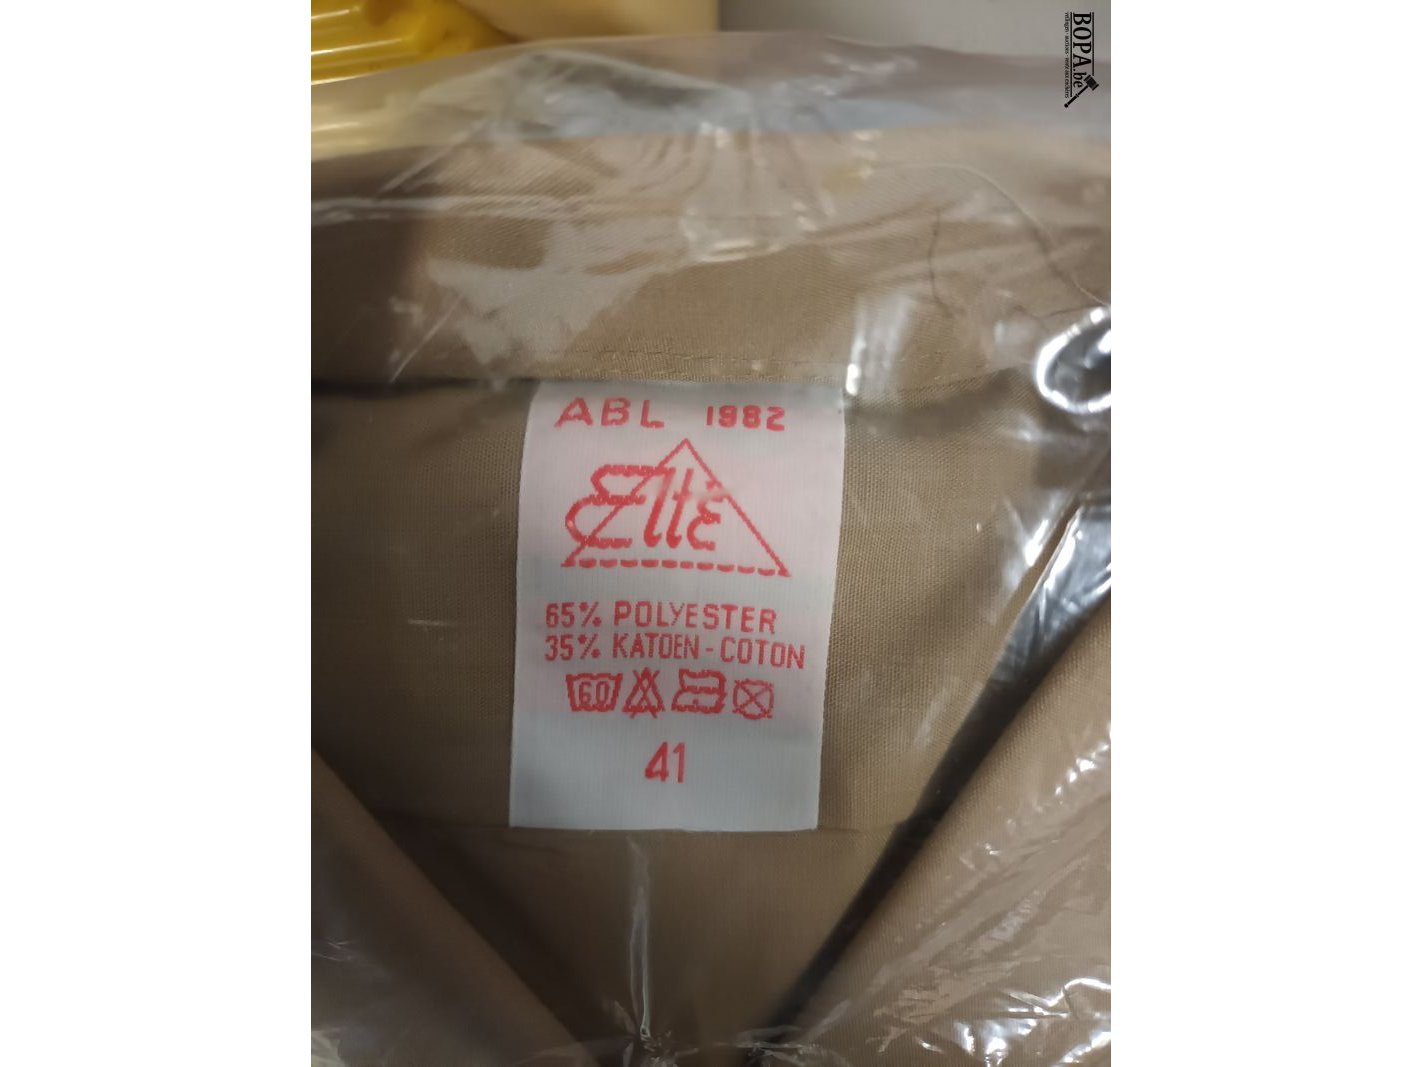 BOPA.be
ABL 1982
Elte
65% POLYESTER
35% KATOEN-COTON
60
41